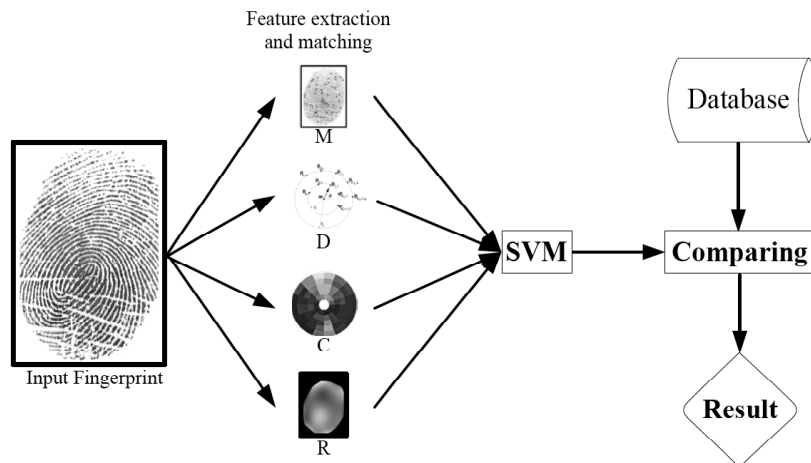 Feature extraction
and matching
M
D
C
R
Input Fingerprint
SVM
Database
Comparing
Result